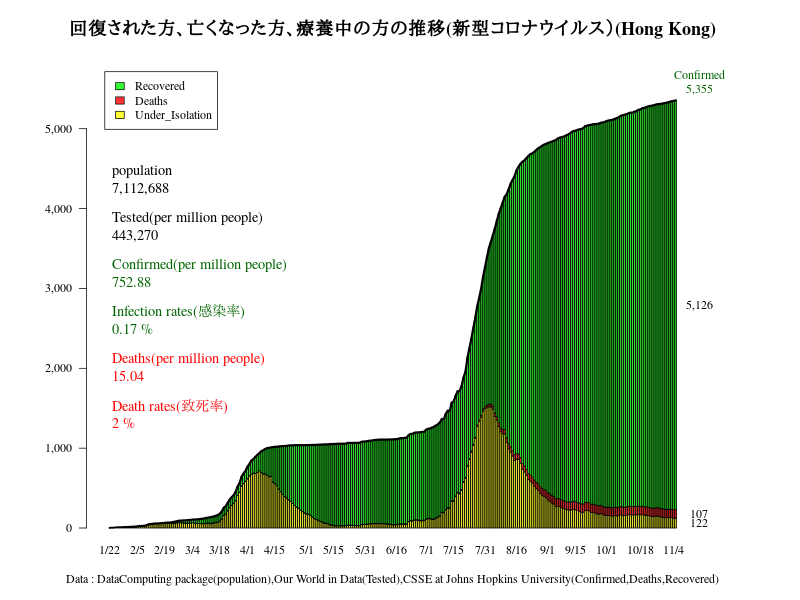 回復された方、亡くなった方、療養中の方の推移(新型コロナウイルス）(Hong Kong)
Recovered
Deaths
Under_Isolation
Confirmed
5,355
population
7,112,688
Tested(per million people)
443,270
Confirmed(per million people)
752.88
Infection rates(感染率)
0.17 %
Deaths(per million people)
15.04
Death rates(致死率)
2 %
5,000
4,000
3,000
2,000
1,000
0
5,126
107
122
1/22 2/5 2/19 3/4 3/18 4/1 4/15 5/1 5/15 5/31 6/16 7/1 7/15 7/31 8/16 9/1 9/15 10/1 10/18 11/4
Data : DataComputing package(population),Our World in Data(Tested),CSSE at Johns Hopkins University(Confirmed,Deaths,Recovered)